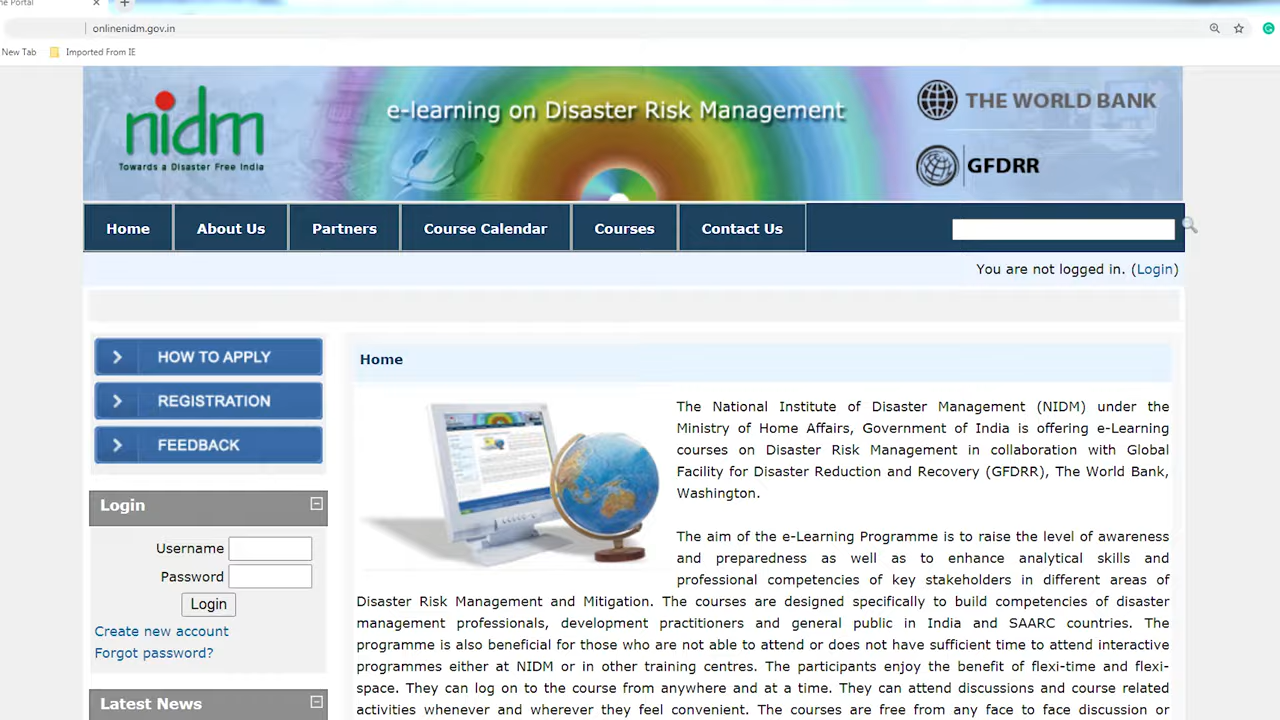 ne Portal
onlinenidm.gov.in
New Tab Imported From IE
nidm
Towards a Disaster Free India
e-learning on Disaster Risk Management
THE WORLD BANK
GFDRR
Home About Us Partners Course Calendar Courses Contact Us
You are not logged in. (Login)
HOW TO APPLY
REGISTRATION
FEEDBACK
Login
Username
Password
Login
Create new account
Forgot password?
Latest News
Home
The National Institute of Disaster Management (NIDM) under the
Ministry of Home Affairs, Government of India is offering e-Learning
courses on Disaster Risk Management in collaboration with Global
Facility for Disaster Reduction and Recovery (GFDRR), The World Bank,
Washington.
The aim of the e-Learning Programme is to raise the level of awareness
and preparedness as well as to enhance analytical skills and
professional competencies of key stakeholders in different areas of
Disaster Risk Management and Mitigation. The courses are designed specifically to build competencies of disaster
management professionals, development practitioners and general public in India and SAARC countries. The
programme is also beneficial for those who are not able to attend or does not have sufficient time to attend interactive
programmes either at NIDM or in other training centres. The participants enjoy the benefit of flexi-time and flexi-
space. They can log on to the course from anywhere and at a time. They can attend discussions and course related
activities whenever and wherever they feel convenient. The courses are free from any face to face discussion or